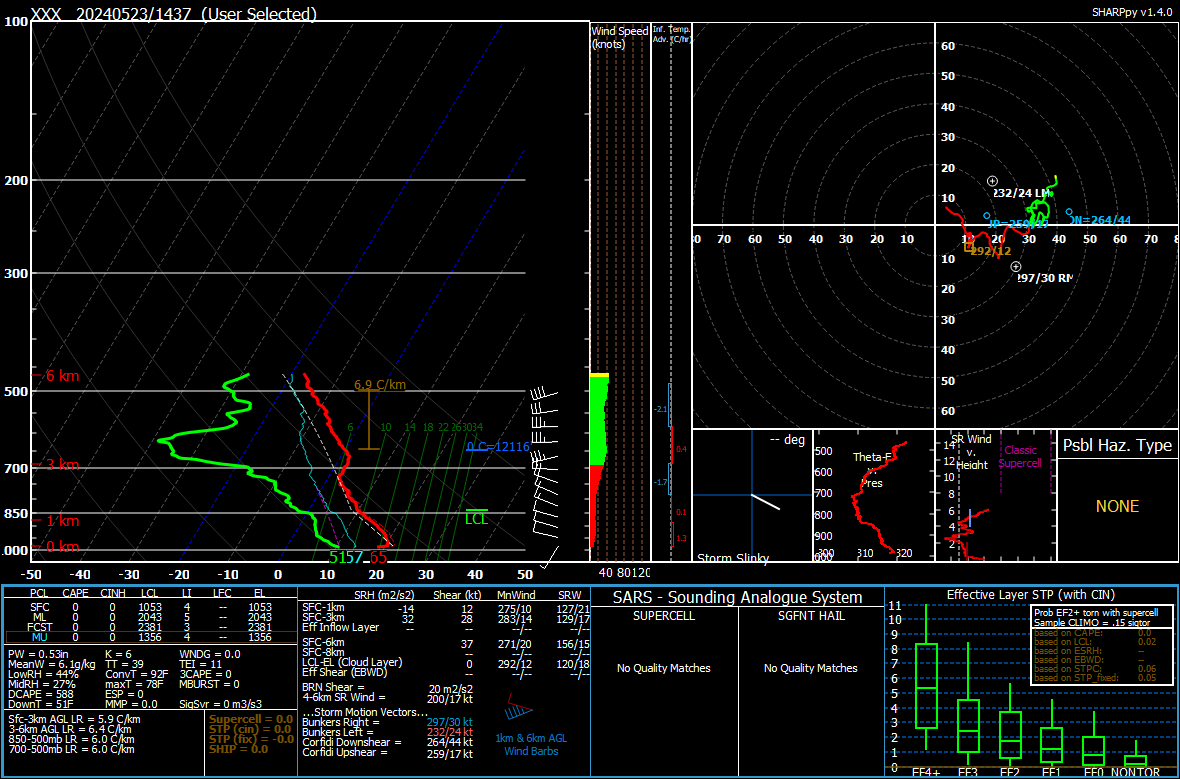 XXX 20240523/1437 (User Selected)
SHARPpy v1.4.0
100
200
300
500
700
850
-50 -40 -30 -20 -10 0 10 20 30 40 50
6 km
3 km
1 km
0 km
6.9 C/km
6 10 14 18 22 26 30 34
0 C=12116
LCL
51 57 65
Wind Speed
(knots)
40 80 120
Inf. Temp.
Adv. (C/hr)
-2.1
0.4
-1.7
0.1
1.3
60
50
40
30
20
10
70 60 50 40 30 20 10
20 30 40 50 60 70
10
20
30
40
50
60
232/24 LM
DN=264/44
292/12
297/30 RM
-- deg
Storm Slinky
500
600
700
800
900
Theta-E
v.
Pres
300 310 320
SR Wind
v.
Height
14
12
10
8
6
4
2
Classic
Supercell
Psbl Haz. Type
NONE
PCL CAPE CINH LCL LI LFC EL
SFC 0 0 1053 4 -- 1053
ML 0 0 2043 5 -- 2043
FCST 0 0 2381 3 -- 2381
MU 0 0 1356 4 -- 1356
PW = 0.53in K = 6 WNDG = 0.0
MeanW = 6.1g/kg TT = 39 TEI = 11
LowRH = 44% ConvT = 92F 3CAPE = 0
MidRH = 27% maxT = 78F MBURST = 0
DCAPE = 588 ESP = 0
DownT = 51F MMP = 0.0 SigSvr = 0 m3/s3
Sfc-3km AGL LR = 5.9 C/km
3-6km AGL LR = 6.4 C/km
850-500mb LR = 6.0 C/km
700-500mb LR = 6.0 C/km
Supercell = 0.0
STP (cin) = 0.0
STP (fix) = -0.0
SHIP = 0.0
SRH (m2/s2) Shear (kt) MnWind SRW
SFC-1km -14 12 275/10 127/21
SFC-3km 32 28 283/14 129/17
Eff Inflow Layer -- -- --/-- --/--
SFC-6km 37 271/20 156/15
SFC-8km -- --/-- --/--
LCL-EL (Cloud Layer) 0 292/12 120/18
Eff Shear (EBWD) -- --/-- --/--
BRN Shear = 20 m2/s2
4-6km SR Wind = 200/17 kt
...Storm Motion Vectors...
Bunkers Right = 297/30 kt
Bunkers Left = 232/24 kt
Corfidi Downshear = 264/44 kt
Corfidi Upshear = 259/17 kt
1km & 6km AGL
Wind Barbs
SARS - Sounding Analogue System
SUPERCELL SGFNT HAIL
No Quality Matches No Quality Matches
Effective Layer STP (with CIN)
11
10
9
8
7
6
5
4
3
2
1
0
EF4+ EF3 EF2 EF1 EF0 NONTOR
Prob EF2+ torn with supercell
Sample CLIMO = .15 sigtor
based on CAPE: 0.0
based on LCL: 0.02
based on ESRH: --
based on EBWD: --
based on STPC: 0.06
based on STP_fixed: 0.05